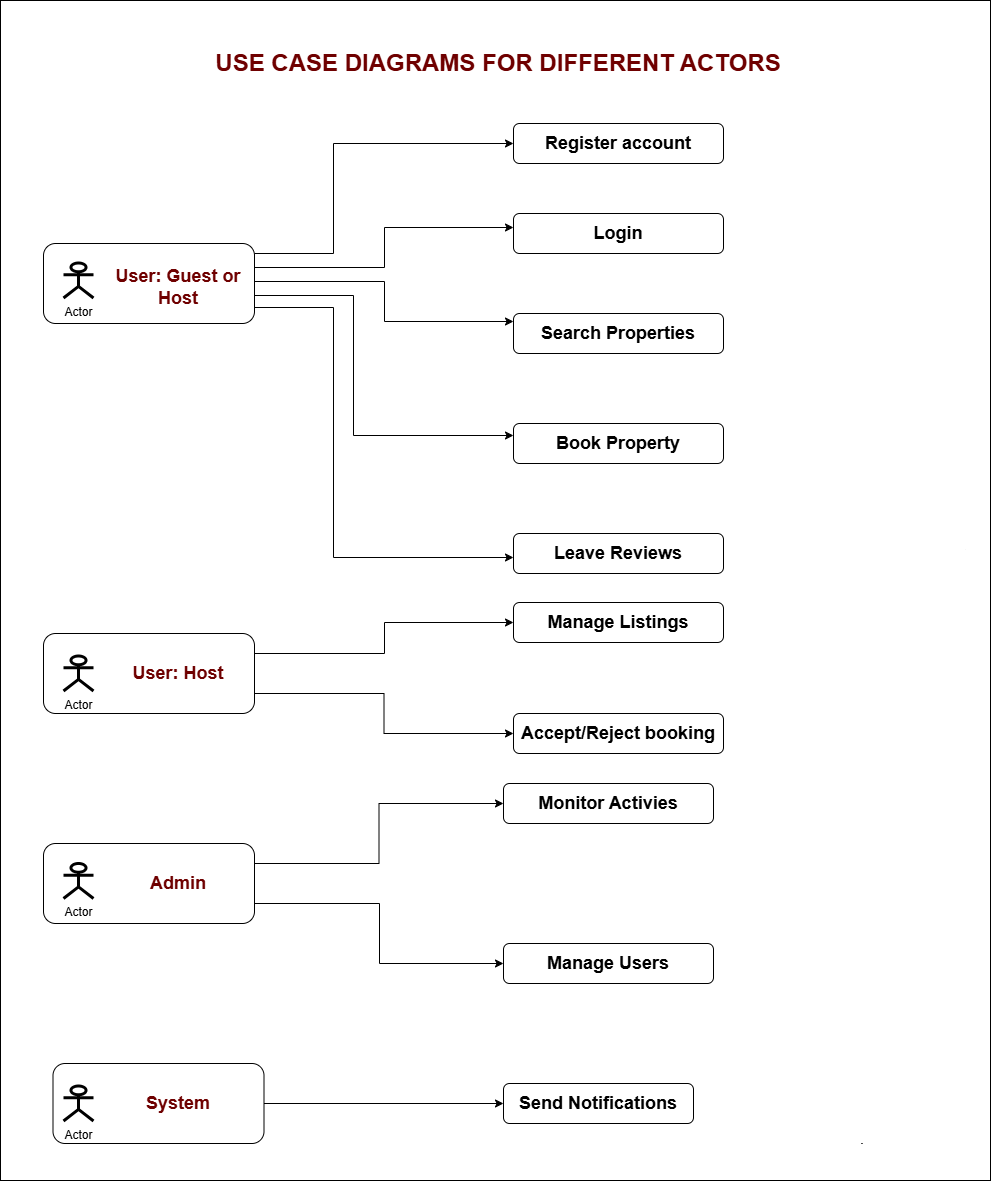 USE CASE DIAGRAMS FOR DIFFERENT ACTORS
Register account
Login
User: Guest or
Host
Actor
Search Properties
Book Property
Leave Reviews
Manage Listings
User: Host
Actor
Accept/Reject booking
Monitor Activies
Admin
Actor
Manage Users
System
Actor
Send Notifications